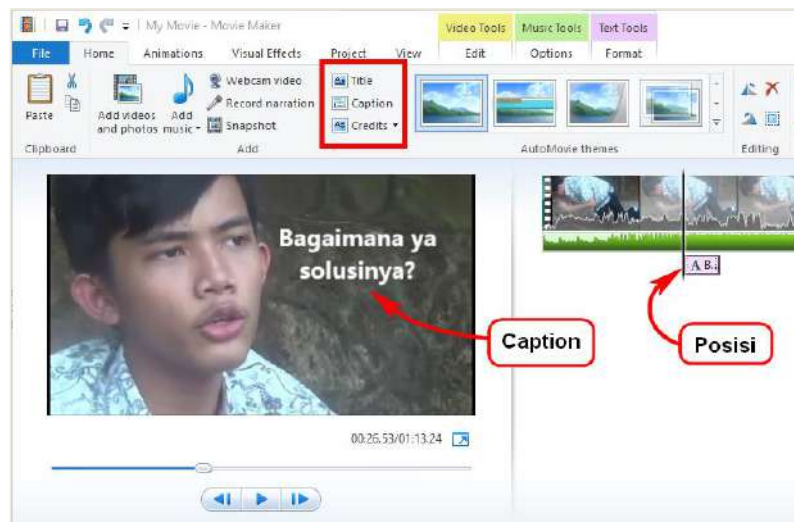 My Movie - Movie Maker
Video Tools Music Tools Text Tools
File Home Animations Visual Effects Project View Edit Options Format
Paste
Clipboard
Add videos and photos
Add music
Webcam video
Record narration
Snapshot
Add
Title
Caption
Credits
AutoMovie themes
Editing
Bagaimana ya
solusinya?
A B..
Caption
Posisi
00:26.53/01:13.24